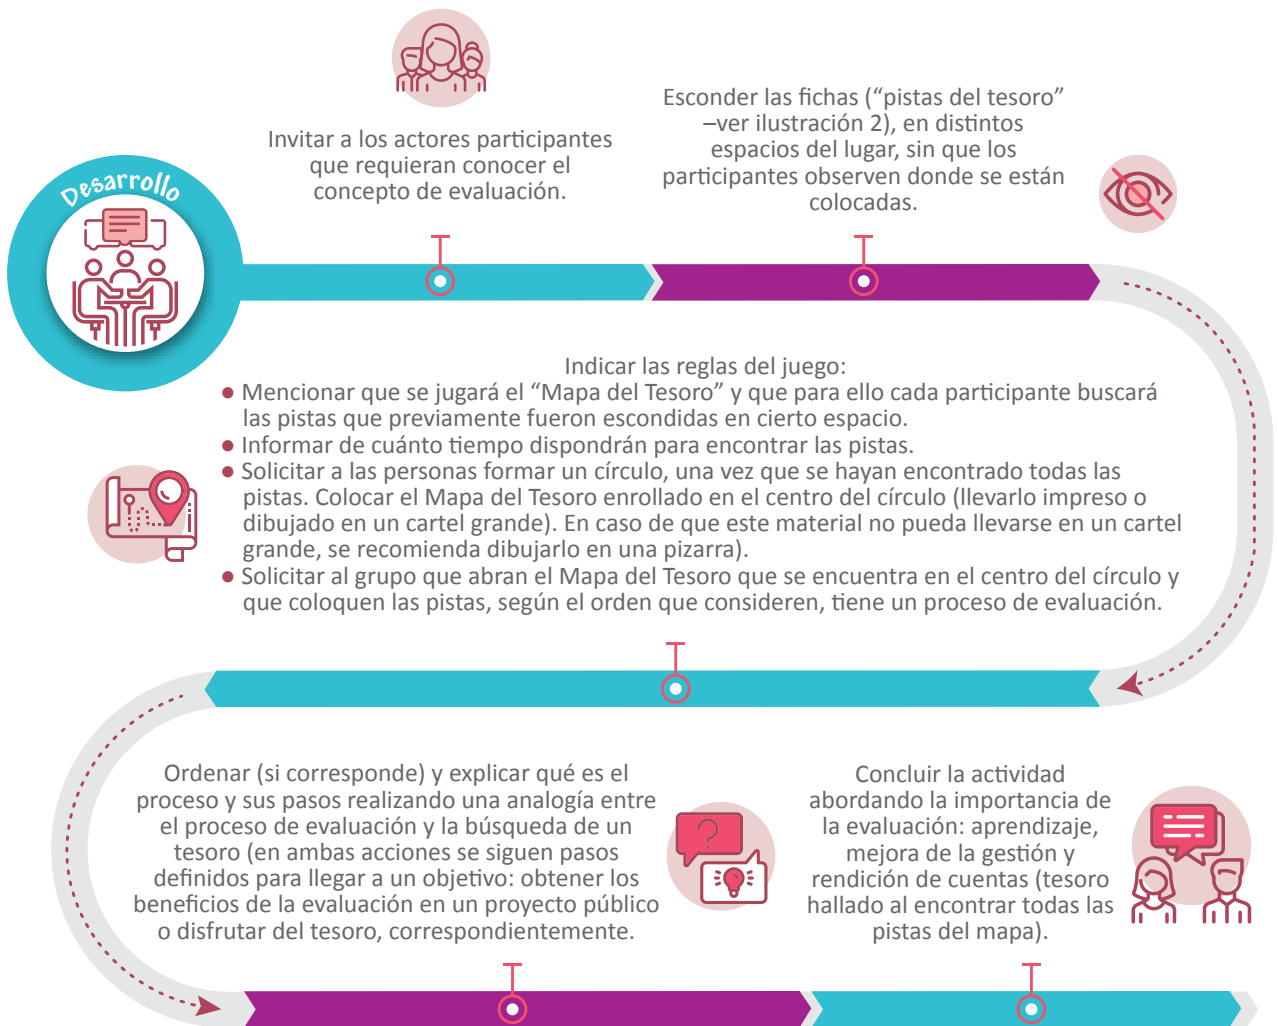 Desarrollo
Invitar a los actores participantes
que requieran conocer el
concepto de evaluación.
Esconder las fichas (“pistas del tesoro”
–ver ilustración 2), en distintos
espacios del lugar, sin que los
participantes observen donde se están
colocadas.
Indicar las reglas del juego:
● Mencionar que se jugará el “Mapa del Tesoro” y que para ello cada participante buscará
las pistas que previamente fueron escondidas en cierto espacio.
● Informar de cuánto tiempo dispondrán para encontrar las pistas.
● Solicitar a las personas formar un círculo, una vez que se hayan encontrado todas las
pistas. Colocar el Mapa del Tesoro enrollado en el centro del círculo (llevarlo impreso o
dibujado en un cartel grande). En caso de que este material no pueda llevarse en un cartel
grande, se recomienda dibujarlo en una pizarra).
● Solicitar al grupo que abran el Mapa del Tesoro que se encuentra en el centro del círculo y
que coloquen las pistas, según el orden que consideren, tiene un proceso de evaluación.
Ordenar (si corresponde) y explicar qué es el
proceso y sus pasos realizando una analogía entre
el proceso de evaluación y la búsqueda de un
tesoro (en ambas acciones se siguen pasos
definidos para llegar a un objetivo: obtener los
beneficios de la evaluación en un proyecto público
o disfrutar del tesoro, correspondientemente.
Concluir la actividad
abordando la importancia de
la evaluación: aprendizaje,
mejora de la gestión y
rendición de cuentas (tesoro
hallado al encontrar todas las
pistas del mapa).